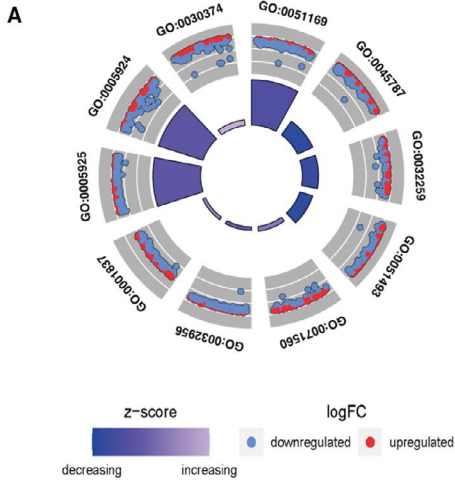 A
GO:0030374
GO:0051169
GO:0045787
GO:0032259
GO:0051493
GO:0071560
GO:0032956
GO:0001837
GO:0005925
GO:0005924
z-score
decreasing
increasing
logFC
downregulated
upregulated